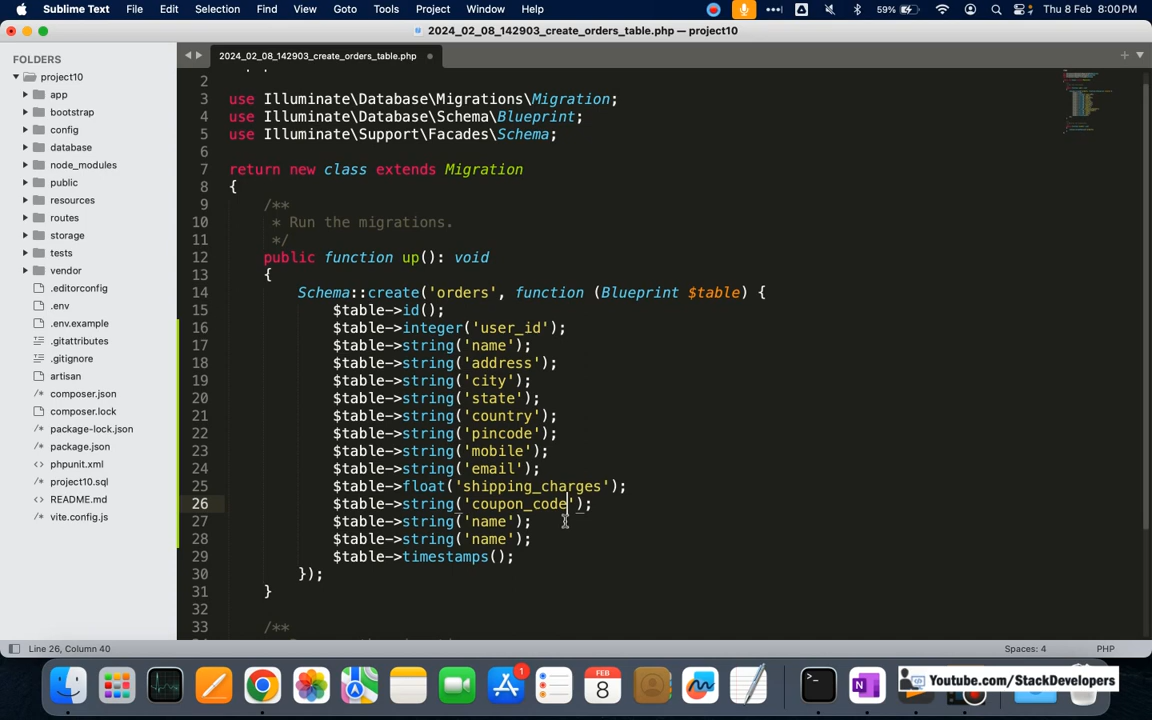 Sublime Text File Edit Selection Find View Goto Tools Project Window Help 59% Thu 8 Feb 8:00PM
2024_02_08_142903_create_orders_table.php — project10
FOLDERS
project10
app
bootstrap
config
database
node_modules
public
resources
routes
storage
tests
vendor
.editorconfig
.env
.env.example
.gitattributes
.gitignore
artisan
composer.json
composer.lock
package-lock.json
package.json
phpunit.xml
project10.sql
README.md
vite.config.js
2024_02_08_142903_create_orders_table.php
2
3 use Illuminate\Database\Migrations\Migration;
4 use Illuminate\Database\Schema\Blueprint;
5 use Illuminate\Support\Facades\Schema;
6
7 return new class extends Migration
8 {
9 /**
10 * Run the migrations.
11 */
12 public function up(): void
13 {
14 Schema::create('orders', function (Blueprint $table) {
15 $table->id();
16 $table->integer('user_id');
17 $table->string('name');
18 $table->string('address');
19 $table->string('city');
20 $table->string('state');
21 $table->string('country');
22 $table->string('pincode');
23 $table->string('mobile');
24 $table->string('email');
25 $table->float('shipping_charges');
26 $table->string('coupon_code');
27 $table->string('name');
28 $table->string('name');
29 $table->timestamps();
30 });
31 }
32
33 /**
Line 26, Column 40 Spaces: 4 PHP
1
FEB
8
Youtube.com/StackDevelopers